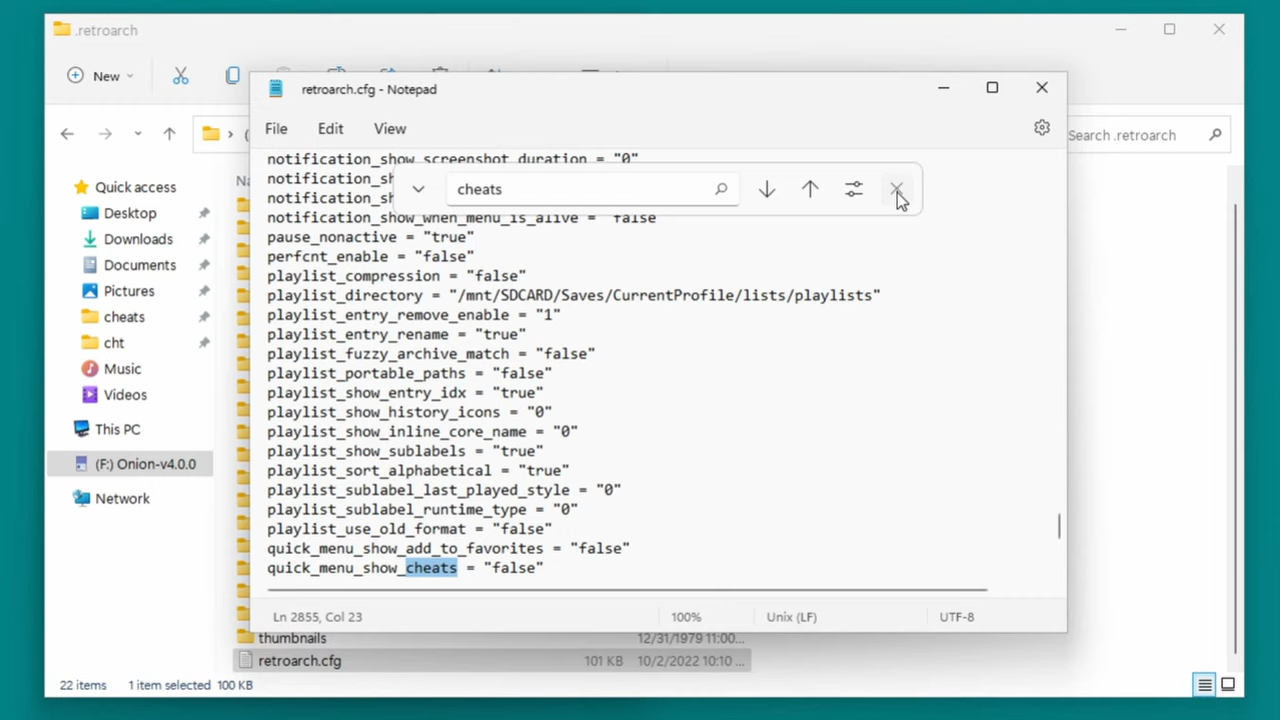 .retroarch
New
retroarch.cfg - Notepad
File Edit View
Search .retroarch
cheats
notification_show_screenshot_duration = "0"
notification_sh
notification_sh
notification_show_when_menu_is_alive = "false"
pause_nonactive = "true"
perfcnt_enable = "false"
playlist_compression = "false"
playlist_directory = "/mnt/SDCARD/Saves/CurrentProfile/lists/playlists"
playlist_entry_remove_enable = "1"
playlist_entry_rename = "true"
playlist_fuzzy_archive_match = "false"
playlist_portable_paths = "false"
playlist_show_entry_idx = "true"
playlist_show_history_icons = "0"
playlist_show_inline_core_name = "0"
playlist_show_sublabels = "true"
playlist_sort_alphabetical = "true"
playlist_sublabel_last_played_style = "0"
playlist_sublabel_runtime_type = "0"
playlist_use_old_format = "false"
quick_menu_show_add_to_favorites = "false"
quick_menu_show_cheats = "false"
Ln 2855, Col 23 100% Unix (LF) UTF-8
Quick access
Desktop
Downloads
Documents
Pictures
cheats
cht
Music
Videos
This PC
(F:) Onion-v4.0.0
Network
Na
thumbnails 12/31/1979 11:00...
retroarch.cfg 101 KB 10/2/2022 10:10 ...
22 items 1 item selected 100 KB